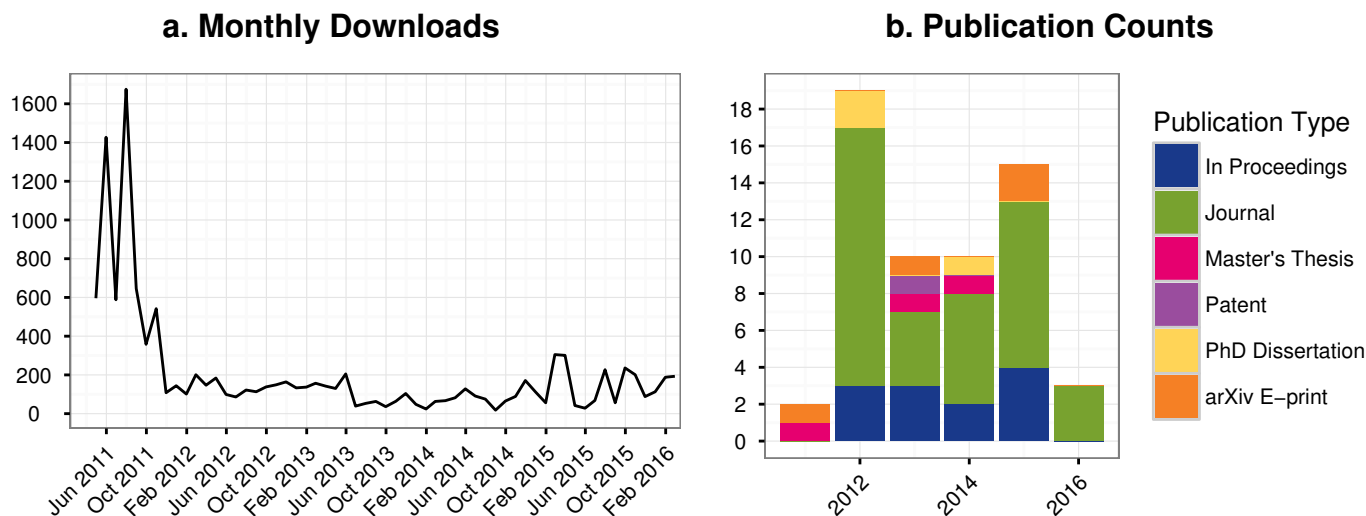 a. Monthly Downloads
1600
1400
1200
1000
800
600
400
200
0
Jun 2011
Oct 2011
Feb 2012
Jun 2012
Oct 2012
Feb 2013
Jun 2013
Oct 2013
Feb 2014
Jun 2014
Oct 2014
Feb 2015
Jun 2015
Oct 2015
Feb 2016
b. Publication Counts
18
16
14
12
10
8
6
4
2
0
2012
2014
2016
Publication Type
In Proceedings
Journal
Master's Thesis
Patent
PhD Dissertation
arXiv E−print